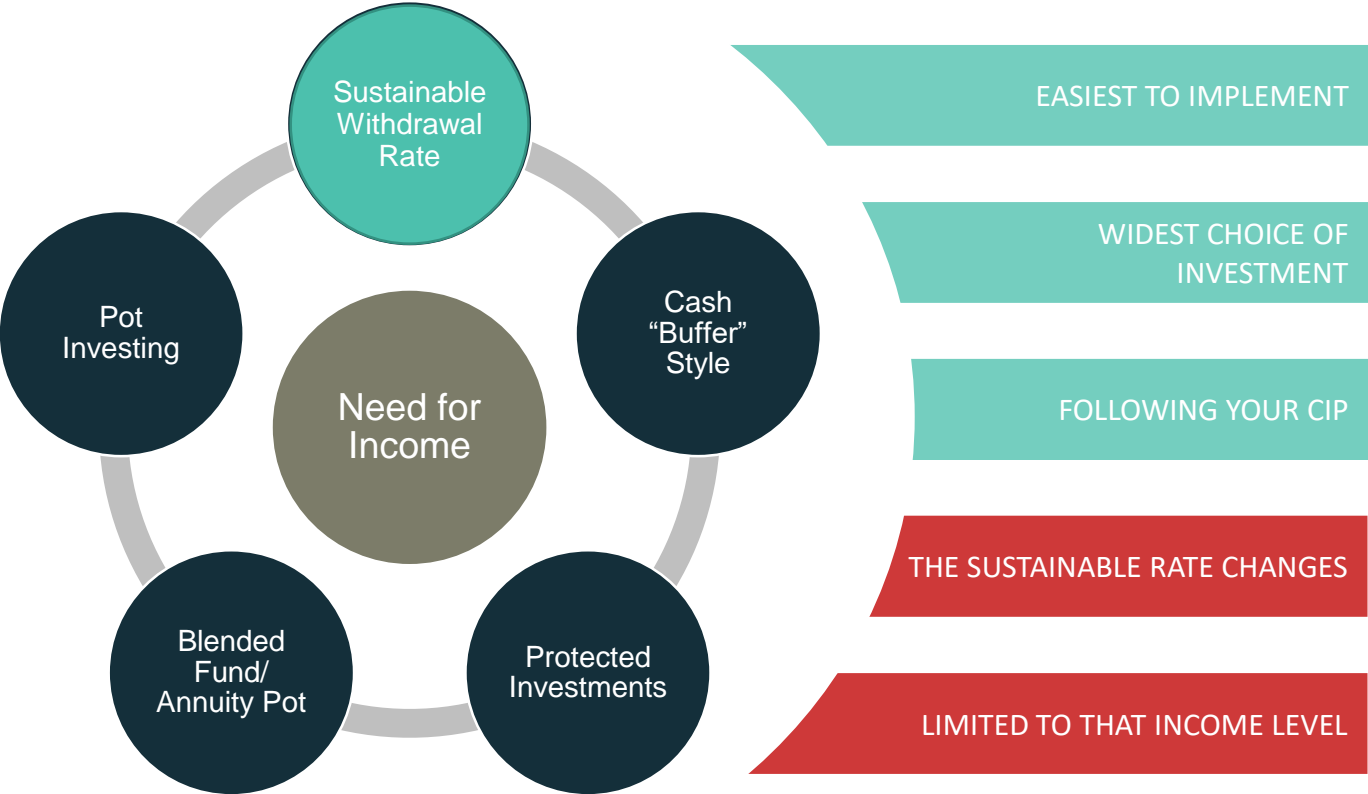 Sustainable
Withdrawal
Rate
Cash
“Buffer”
Style
Protected
Investments
Blended
Fund/
Annuity Pot
Pot
Investing
Need for
Income
EASIEST TO IMPLEMENT
WIDEST CHOICE OF
INVESTMENT
FOLLOWING YOUR CIP
THE SUSTAINABLE RATE CHANGES
LIMITED TO THAT INCOME LEVEL